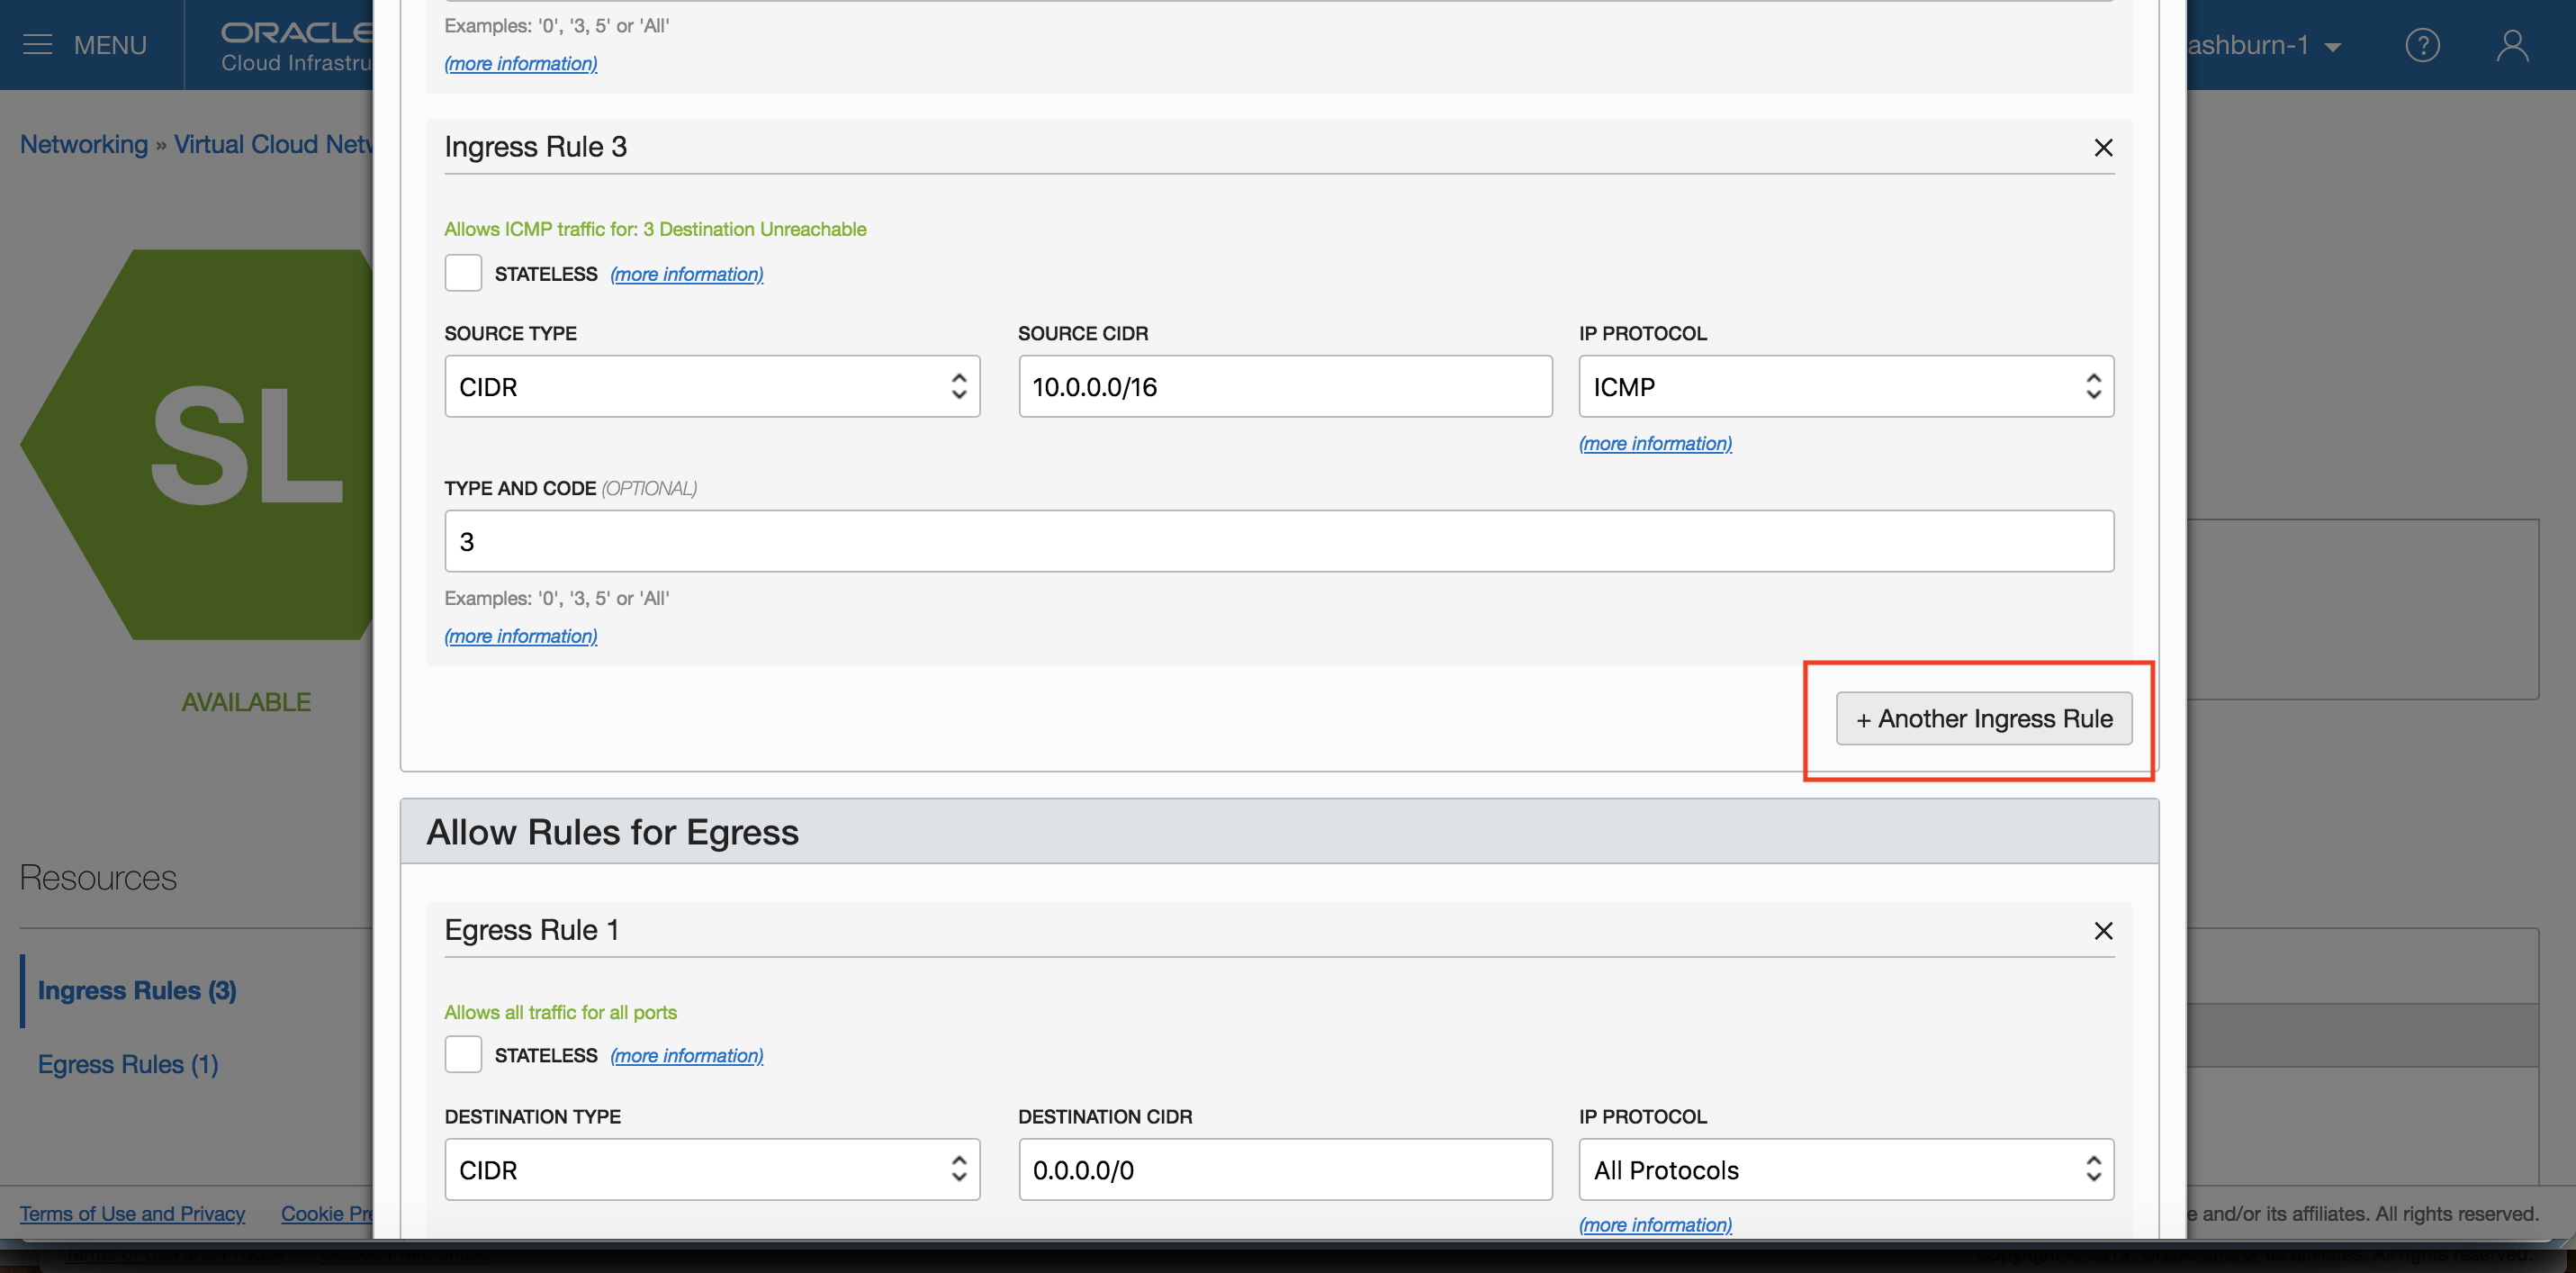 MENU
ORACLE
Cloud Infrastru
ashburn-1
?
Networking » Virtual Cloud Netw
SL
AVAILABLE
Resources
Ingress Rules (3)
Egress Rules (1)
Examples: '0', '3, 5' or 'All'
(more information)
Ingress Rule 3
Allows ICMP traffic for: 3 Destination Unreachable
STATELESS (more information)
SOURCE TYPE SOURCE CIDR IP PROTOCOL
CIDR 10.0.0.0/16 ICMP
(more information)
TYPE AND CODE (OPTIONAL)
3
Examples: '0', '3, 5' or 'All'
(more information)
+ Another Ingress Rule
Allow Rules for Egress
Egress Rule 1
Allows all traffic for all ports
STATELESS (more information)
DESTINATION TYPE DESTINATION CIDR IP PROTOCOL
CIDR 0.0.0.0/0 All Protocols
(more information)
Terms of Use and Privacy Cookie Pre
e and/or its affiliates. All rights reserved.